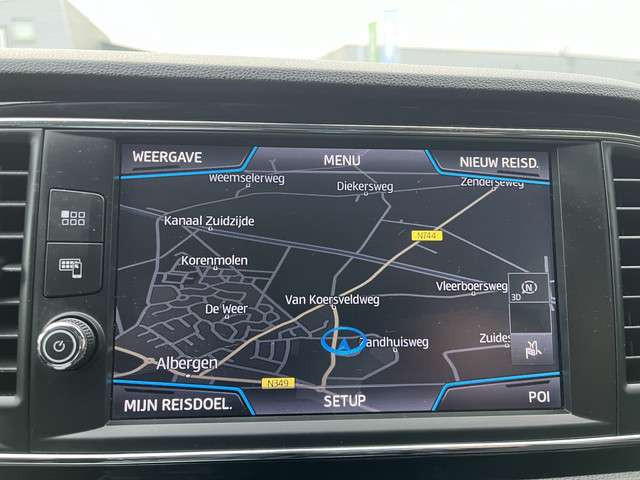 WEERGAVE
MENU
NIEUW REISD.
Weemselerweg
Diekersweg
Zenderseweg
Kanaal Zuidzijde
N744
Korenmolen
Vleerboersweg
N
3D
Van Koersveldweg
De Weer
Zandhuisweg
Albergen
N349
MIJN REISDOEL.
SETUP
POI